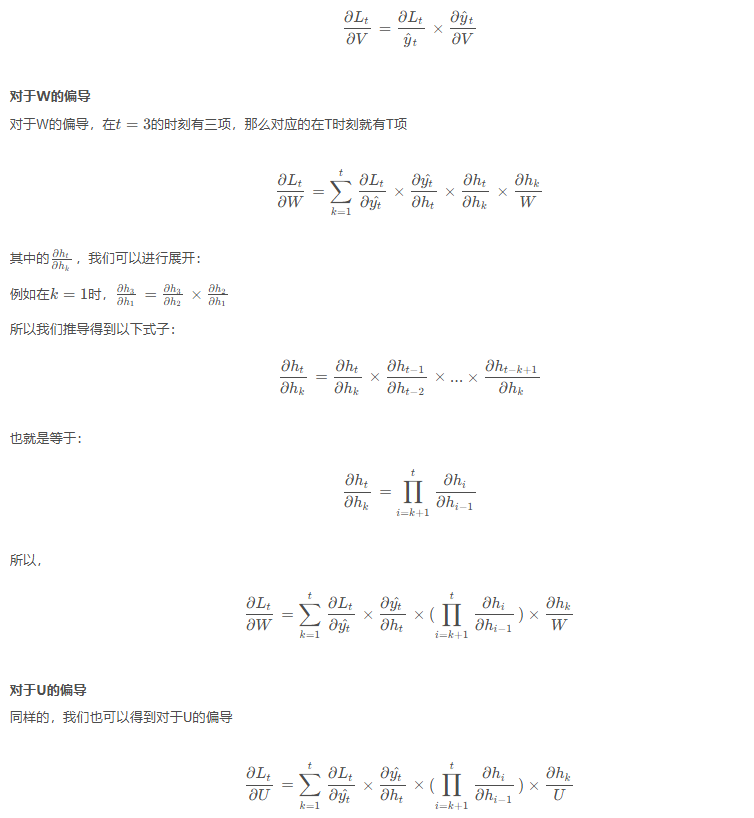 $$\frac{\partial L_t}{\partial V} = \frac{\partial L_t}{\hat{y}_t} \times \frac{\partial \hat{y}_t}{\partial V}$$
对于W的偏导
对于W的偏导，在$t = 3$的时刻有三项，那么对应的在T时刻就有T项
$$\frac{\partial L_t}{\partial W} = \sum_{k=1}^{t} \frac{\partial L_t}{\partial \hat{y_t}} \times \frac{\partial \hat{y_t}}{\partial h_t} \times \frac{\partial h_t}{\partial h_k} \times \frac{\partial h_k}{W}$$
其中的$\frac{\partial h_t}{\partial h_k}$，我们可以进行展开：
例如在$k = 1$时，$\frac{\partial h_3}{\partial h_1} = \frac{\partial h_3}{\partial h_2} \times \frac{\partial h_2}{\partial h_1}$
所以我们推导得到以下式子：
$$\frac{\partial h_t}{\partial h_k} = \frac{\partial h_t}{\partial h_k} \times \frac{\partial h_{t-1}}{\partial h_{t-2}} \times ... \times \frac{\partial h_{t-k+1}}{\partial h_k}$$
也就是等于：
$$\frac{\partial h_t}{\partial h_k} = \prod_{i=k+1}^{t} \frac{\partial h_i}{\partial h_{i-1}}$$
所以，
$$\frac{\partial L_t}{\partial W} = \sum_{k=1}^{t} \frac{\partial L_t}{\partial \hat{y_t}} \times \frac{\partial \hat{y_t}}{\partial h_t} \times ( \prod_{i=k+1}^{t} \frac{\partial h_i}{\partial h_{i-1}} ) \times \frac{\partial h_k}{W}$$
对于U的偏导
同样的，我们也可以得到对于U的偏导
$$\frac{\partial L_t}{\partial U} = \sum_{k=1}^{t} \frac{\partial L_t}{\partial \hat{y_t}} \times \frac{\partial \hat{y_t}}{\partial h_t} \times ( \prod_{i=k+1}^{t} \frac{\partial h_i}{\partial h_{i-1}} ) \times \frac{\partial h_k}{U}$$